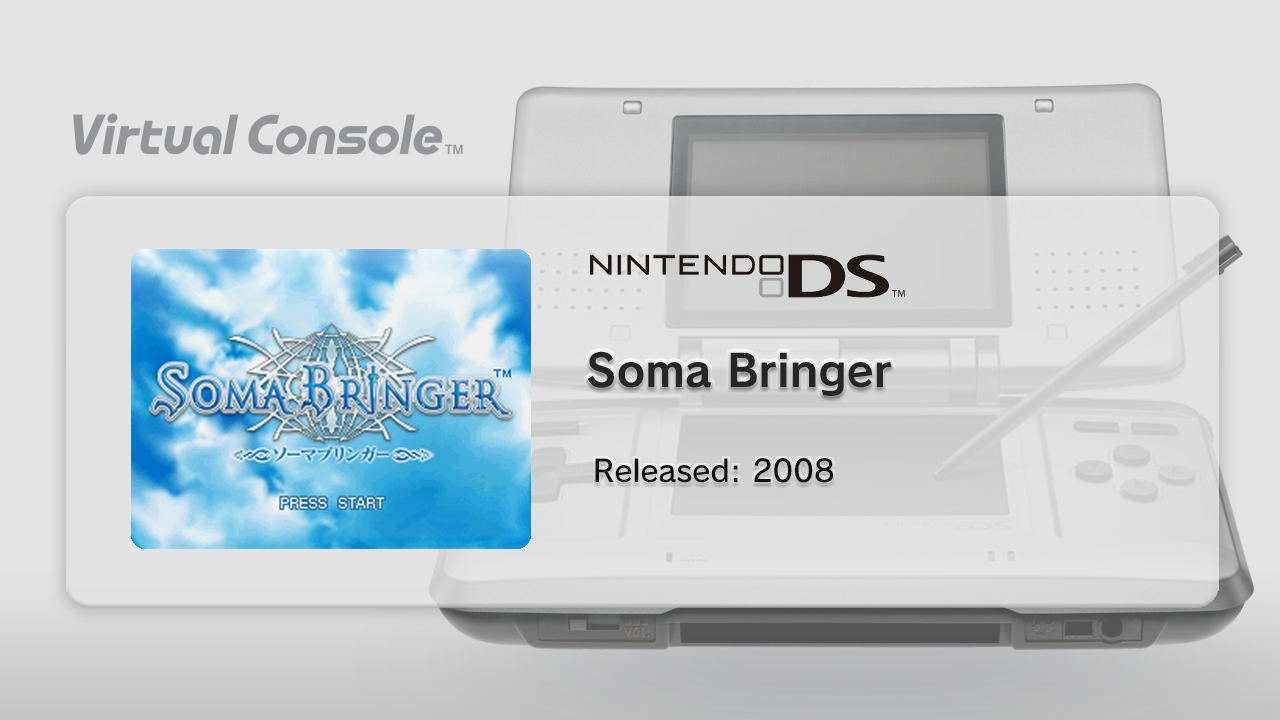 Virtual Console™
NINTENDO DS™
SOMA BRINGER™
ソーマブリンガー
PRESS START
Soma Bringer
Released: 2008
VOL.